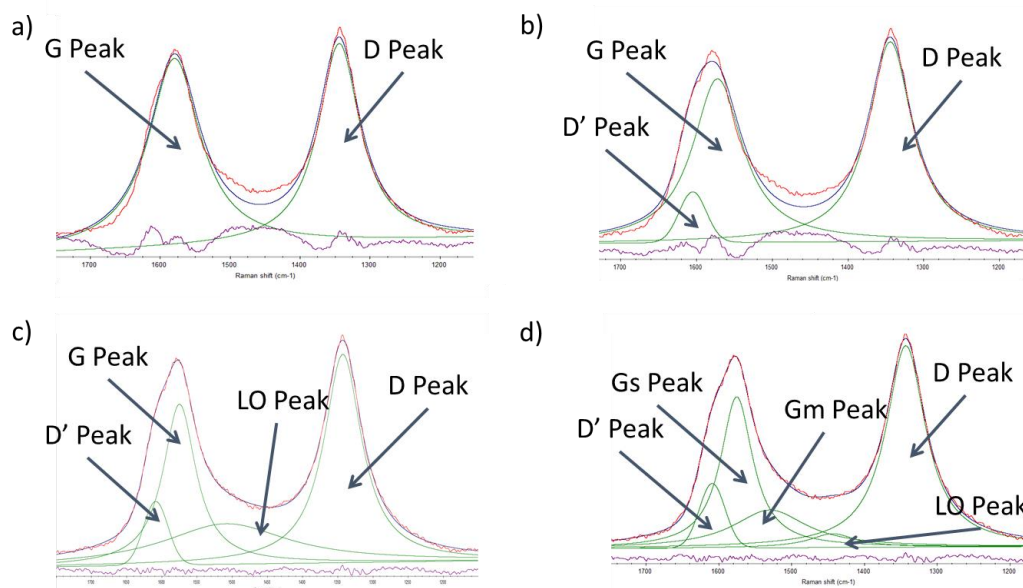 a)
G Peak
D Peak
1700 1600 1500 1400 1300 1200
Raman shift (cm-1)
b)
G Peak
D Peak
D’ Peak
1700 1600 1500 1400 1300 1200
Raman shift (cm-1)
c)
G Peak
LO Peak
D Peak
D’ Peak
d)
D Peak
Gs Peak
Gm Peak
D’ Peak
LO Peak
1700 1600 1500 1400 1300 1200
Raman shift (cm-1)